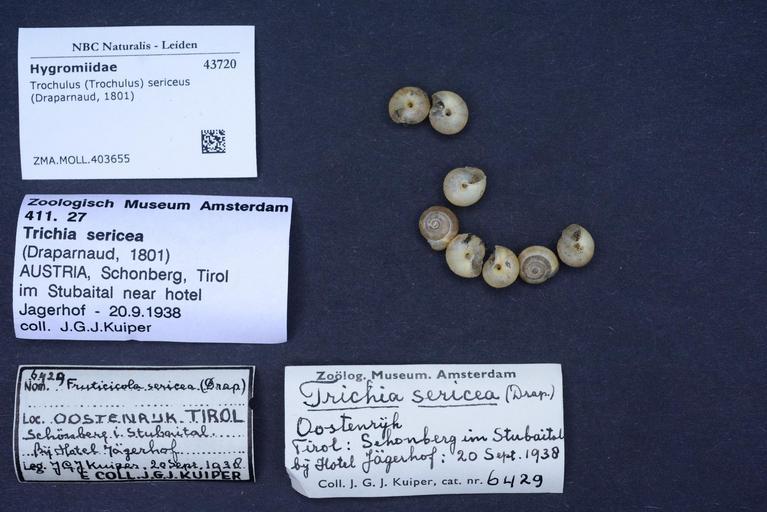 NBC Naturalis - Leiden
Hygromiidae 43720
Trochulus (Trochulus) sericeus
(Draparnaud, 1801)
ZMA.MOLL.403655
Zoologisch Museum Amsterdam
411. 27
Trichia sericea
(Draparnaud, 1801)
AUSTRIA, Schonberg, Tirol
im Stubaital near hotel
Jagerhof - 20.9.1938
coll. J.G.J.Kuiper
6429
Nom. Fruticicola sericea (Drap)
Loc. OOSTENRIJK. TIROL
Schönberg i. Stubaital
bij Hotel Jägerhof
Leg. J.G.J. Kuiper. 20 Sept. 1938
E COLL. J.G.J. KUIPER
Zoölog. Museum. Amsterdam
Trichia sericea (Drap.)
Oostenrijk
Tirol: Schonberg im Stubaital
bij Hotel Jägerhof: 20 Sept. 1938
Coll. J. G. J. Kuiper, cat. nr. 6429